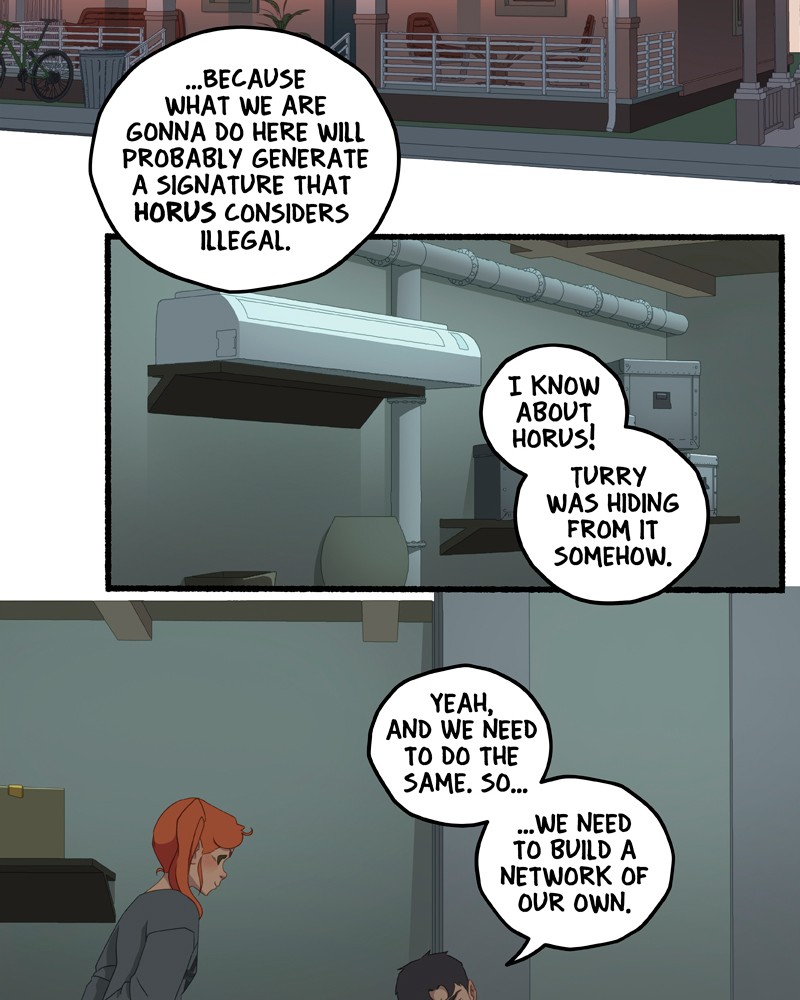 ...BECAUSE
WHAT WE ARE
GONNA DO HERE WILL
PROBABLY GENERATE
A SIGNATURE THAT
HORUS CONSIDERS
ILLEGAL.
I KNOW
ABOUT
HORUS!
TURRY
WAS HIDING
FROM IT
SOMEHOW.
YEAH,
AND WE NEED
TO DO THE
SAME. SO...
...WE NEED
TO BUILD A
NETWORK OF
OUR OWN.